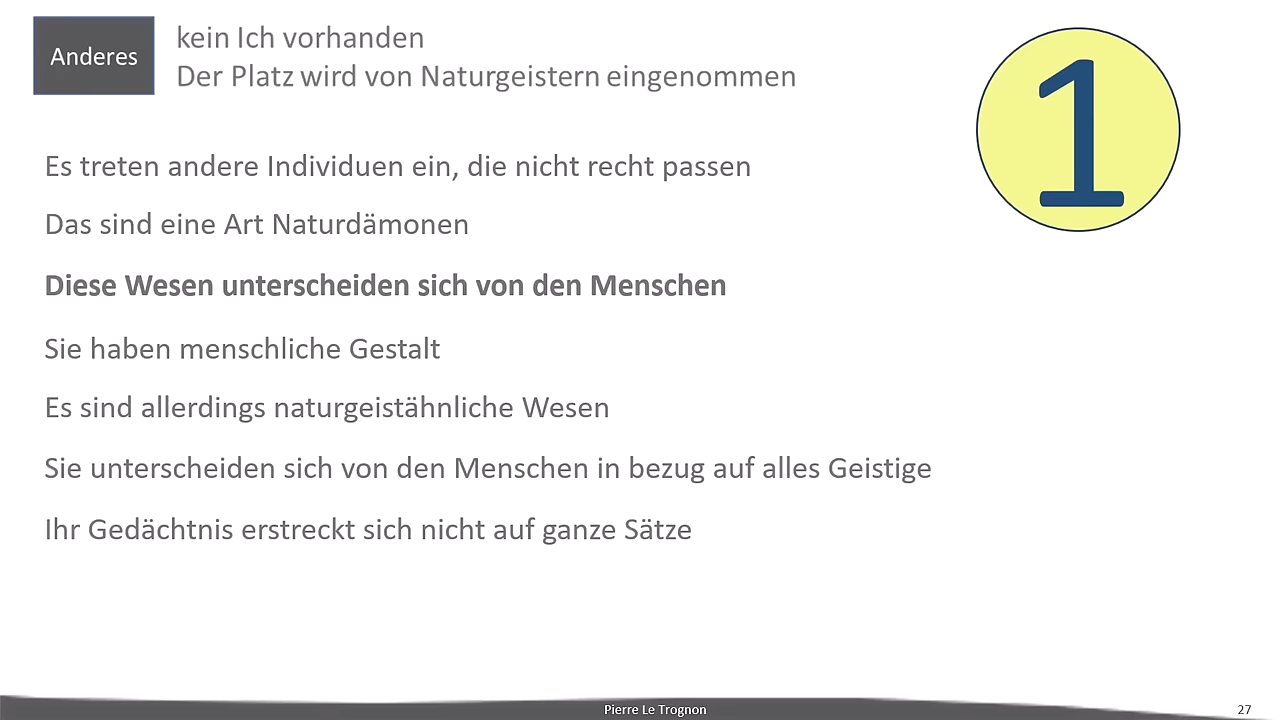 Anderes
kein Ich vorhanden
Der Platz wird von Naturgeistern eingenommen
1
Es treten andere Individuen ein, die nicht recht passen
Das sind eine Art Naturdämonen
Diese Wesen unterscheiden sich von den Menschen
Sie haben menschliche Gestalt
Es sind allerdings naturgeistähnliche Wesen
Sie unterscheiden sich von den Menschen in bezug auf alles Geistige
Ihr Gedächtnis erstreckt sich nicht auf ganze Sätze
Pierre Le Trognon
27